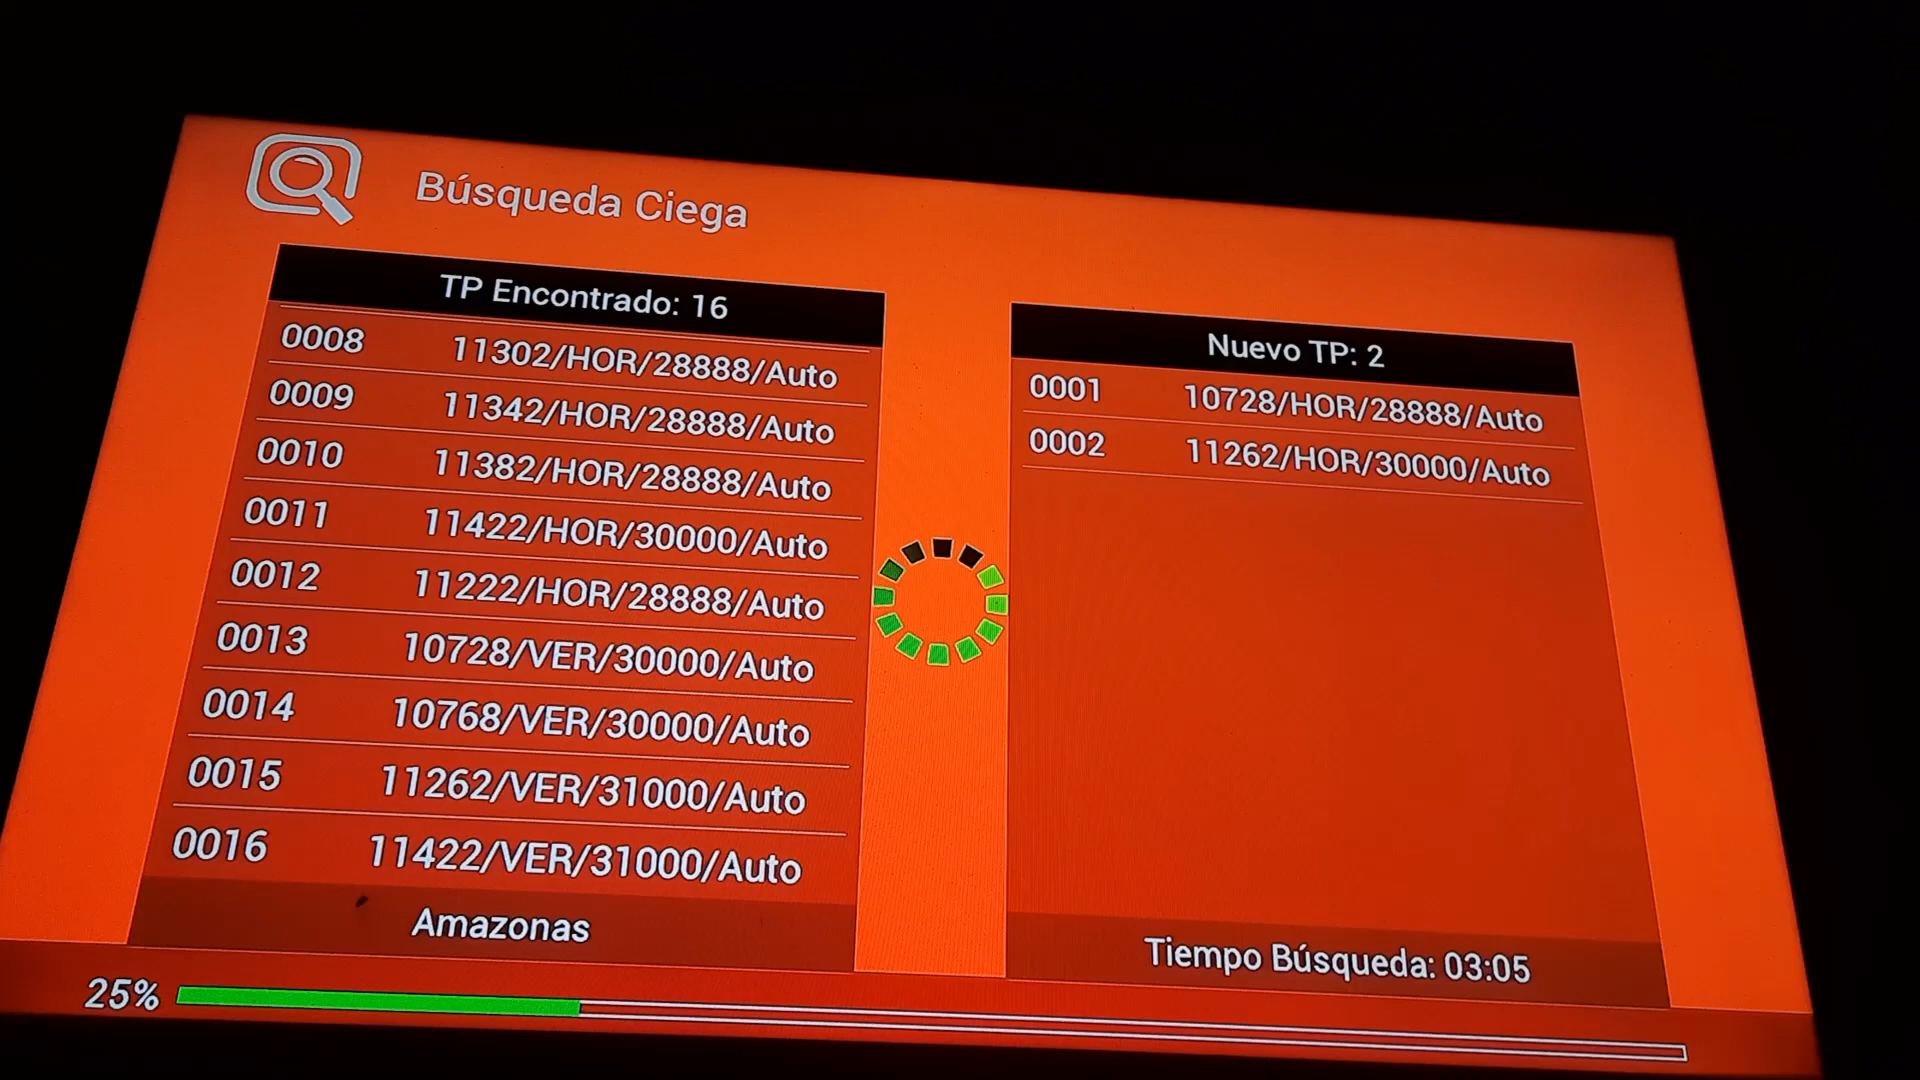 Búsqueda Ciega
TP Encontrado: 16
0008 11302/HOR/28888/Auto
0009 11342/HOR/28888/Auto
0010 11382/HOR/28888/Auto
0011 11422/HOR/30000/Auto
0012 11222/HOR/28888/Auto
0013 10728/VER/30000/Auto
0014 10768/VER/30000/Auto
0015 11262/VER/31000/Auto
0016 11422/VER/31000/Auto
Amazonas
Nuevo TP: 2
0001 10728/HOR/28888/Auto
0002 11262/HOR/30000/Auto
Tiempo Búsqueda: 03:05
25%